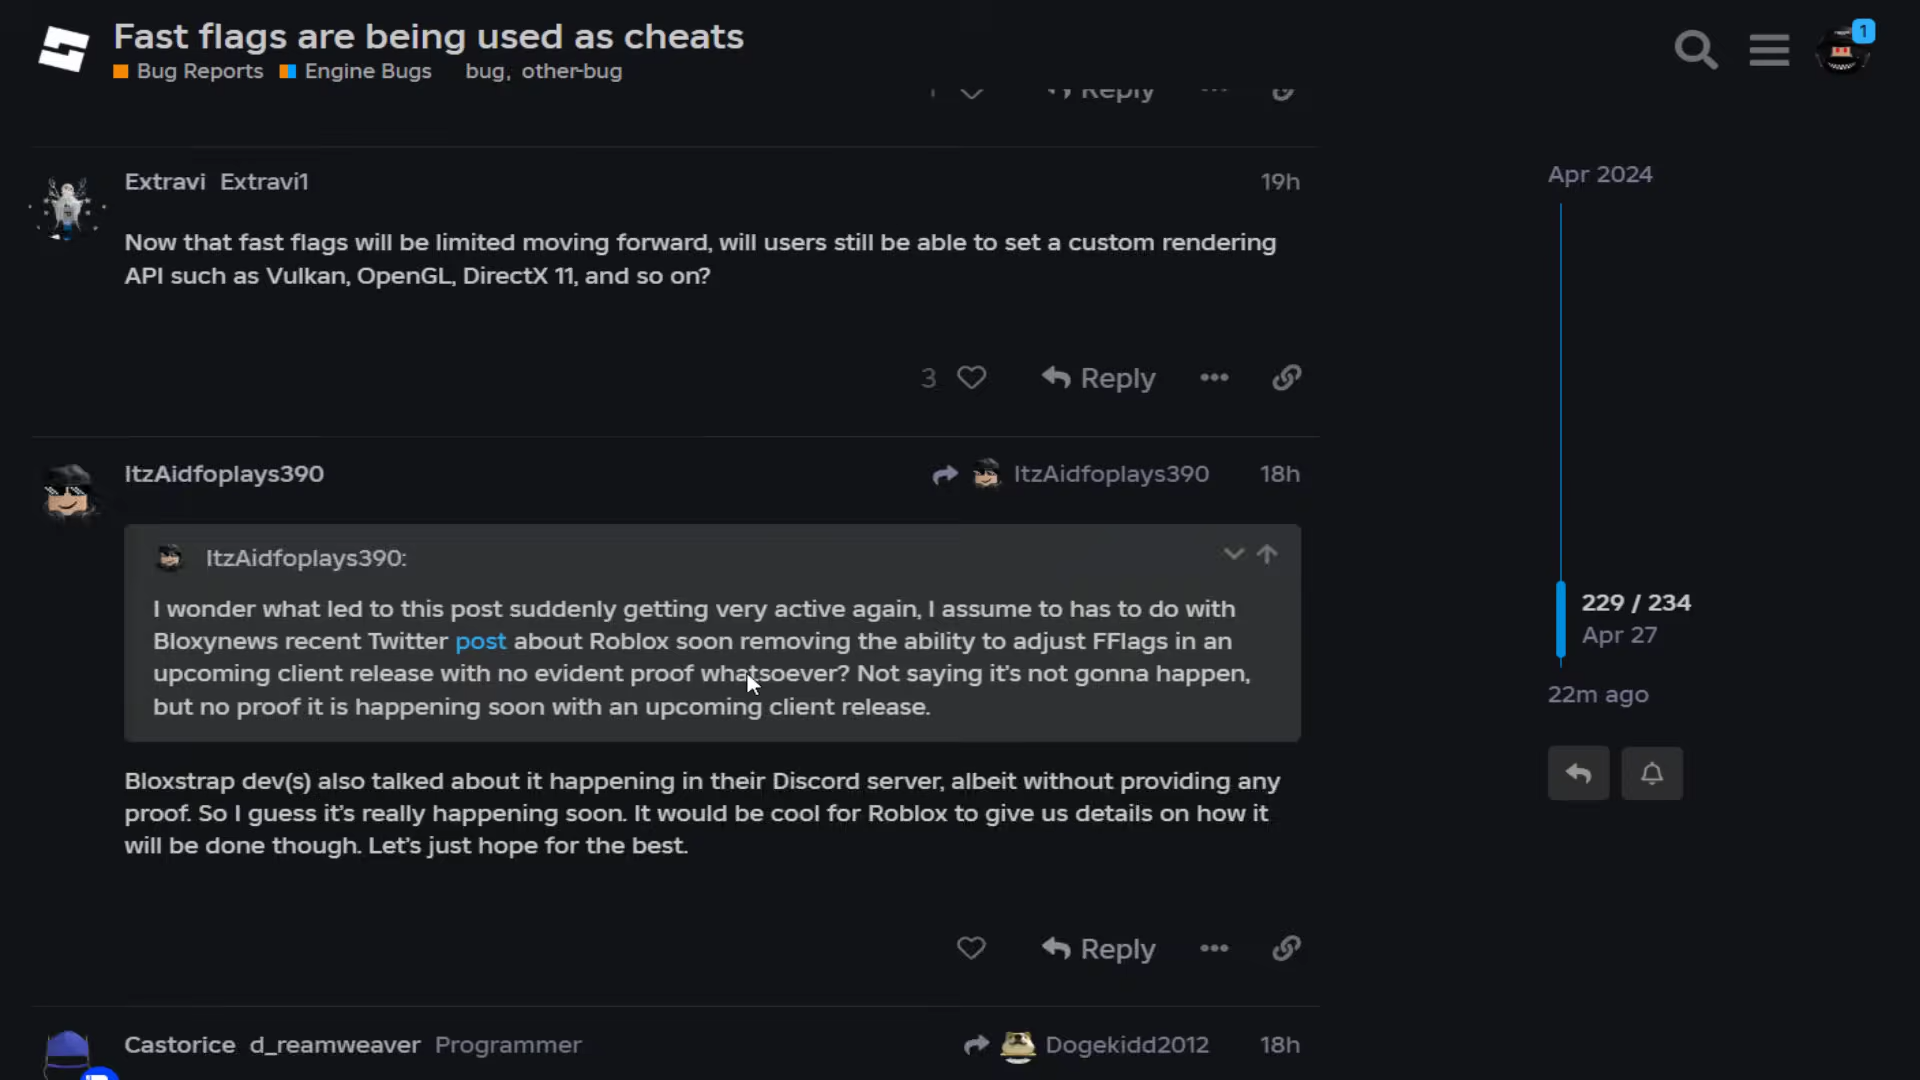 Fast flags are being used as cheats
1
Bug Reports Engine Bugs bug, other-bug
Reply
Extravi Extravi1 19h
Now that fast flags will be limited moving forward, will users still be able to set a custom rendering
API such as Vulkan, OpenGL, DirectX 11, and so on?
3 Reply
ItzAidfoplays390 ItzAidfoplays390 18h
ItzAidfoplays390:
I wonder what led to this post suddenly getting very active again, I assume to has to do with
Bloxynews recent Twitter post about Roblox soon removing the ability to adjust FFlags in an
upcoming client release with no evident proof whatsoever? Not saying it's not gonna happen,
but no proof it is happening soon with an upcoming client release.
Bloxstrap dev(s) also talked about it happening in their Discord server, albeit without providing any
proof. So I guess it's really happening soon. It would be cool for Roblox to give us details on how it
will be done though. Let's just hope for the best.
Reply
Castorice d_reamweaver Programmer Dogekidd2012 18h
Apr 2024
229 / 234
Apr 27
22m ago